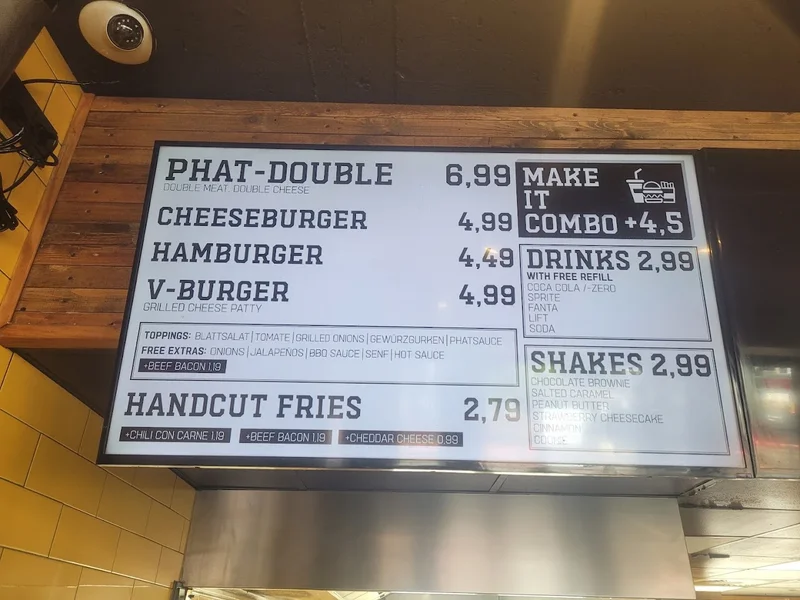 PHAT-DOUBLE 6,99
DOUBLE MEAT, DOUBLE CHEESE
CHEESEBURGER 4,99
HAMBURGER 4,49
V-BURGER 4,99
GRILLED CHEESE PATTY
TOPPINGS: BLATTSALAT | TOMATE | GRILLED ONIONS | GEWÜRZGURKEN | PHATSAUCE
FREE EXTRAS: ONIONS | JALAPEÑOS | BBQ SAUCE | SENF | HOT SAUCE
+BEEF BACON 1,19
HANDCUT FRIES 2,79
+CHILI CON CARNE 1,19 +BEEF BACON 1,19 +CHEDDAR CHEESE 0,99
MAKE
IT
COMBO +4,5
DRINKS 2,99
WITH FREE REFILL
COCA COLA /-ZERO
SPRITE
FANTA
LIFT
SODA
SHAKES 2,99
CHOCOLATE BROWNIE
SALTED CARAMEL
PEANUT BUTTER
STRAWBERRY CHEESECAKE
CINNAMON